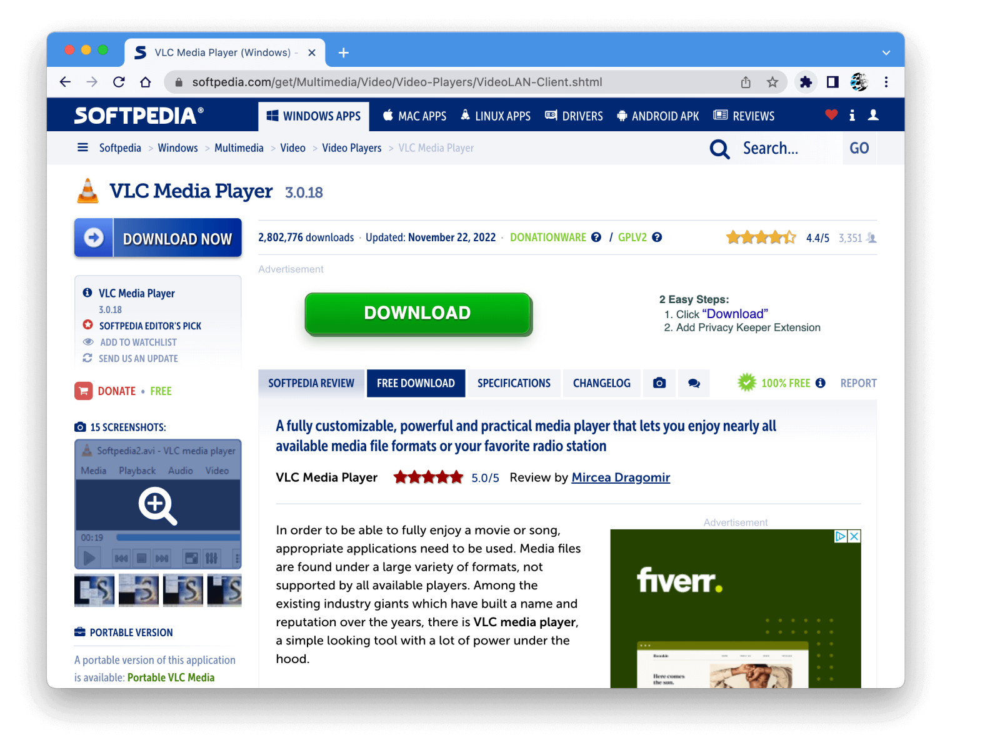 VLC Media Player (Windows) -
softpedia.com/get/Multimedia/Video/Video-Players/VideoLAN-Client.shtml
SOFTPEDIA®
WINDOWS APPS
MAC APPS
LINUX APPS
DRIVERS
ANDROID APK
REVIEWS
Softpedia > Windows > Multimedia > Video > Video Players > VLC Media Player
Search...
GO
VLC Media Player 3.0.18
DOWNLOAD NOW
2,802,776 downloads · Updated: November 22, 2022 · DONATIONWARE ? / GPLV2 ?
4.4/5 3,351
Advertisement
DOWNLOAD
2 Easy Steps:
1. Click “Download”
2. Add Privacy Keeper Extension
VLC Media Player
3.0.18
SOFTPEDIA EDITOR'S PICK
ADD TO WATCHLIST
SEND US AN UPDATE
DONATE • FREE
15 SCREENSHOTS:
Softpedia2.avi - VLC media player
Media Playback Audio Video
00:19
PORTABLE VERSION
A portable version of this application
is available: Portable VLC Media
SOFTPEDIA REVIEW
FREE DOWNLOAD
SPECIFICATIONS
CHANGELOG
100% FREE
REPORT
A fully customizable, powerful and practical media player that lets you enjoy nearly all
available media file formats or your favorite radio station
VLC Media Player 5.0/5 Review by Mircea Dragomir
In order to be able to fully enjoy a movie or song,
appropriate applications need to be used. Media files
are found under a large variety of formats, not
supported by all available players. Among the
existing industry giants which have built a name and
reputation over the years, there is VLC media player,
a simple looking tool with a lot of power under the
hood.
Advertisement
fiverr.
Here comes
the sun.